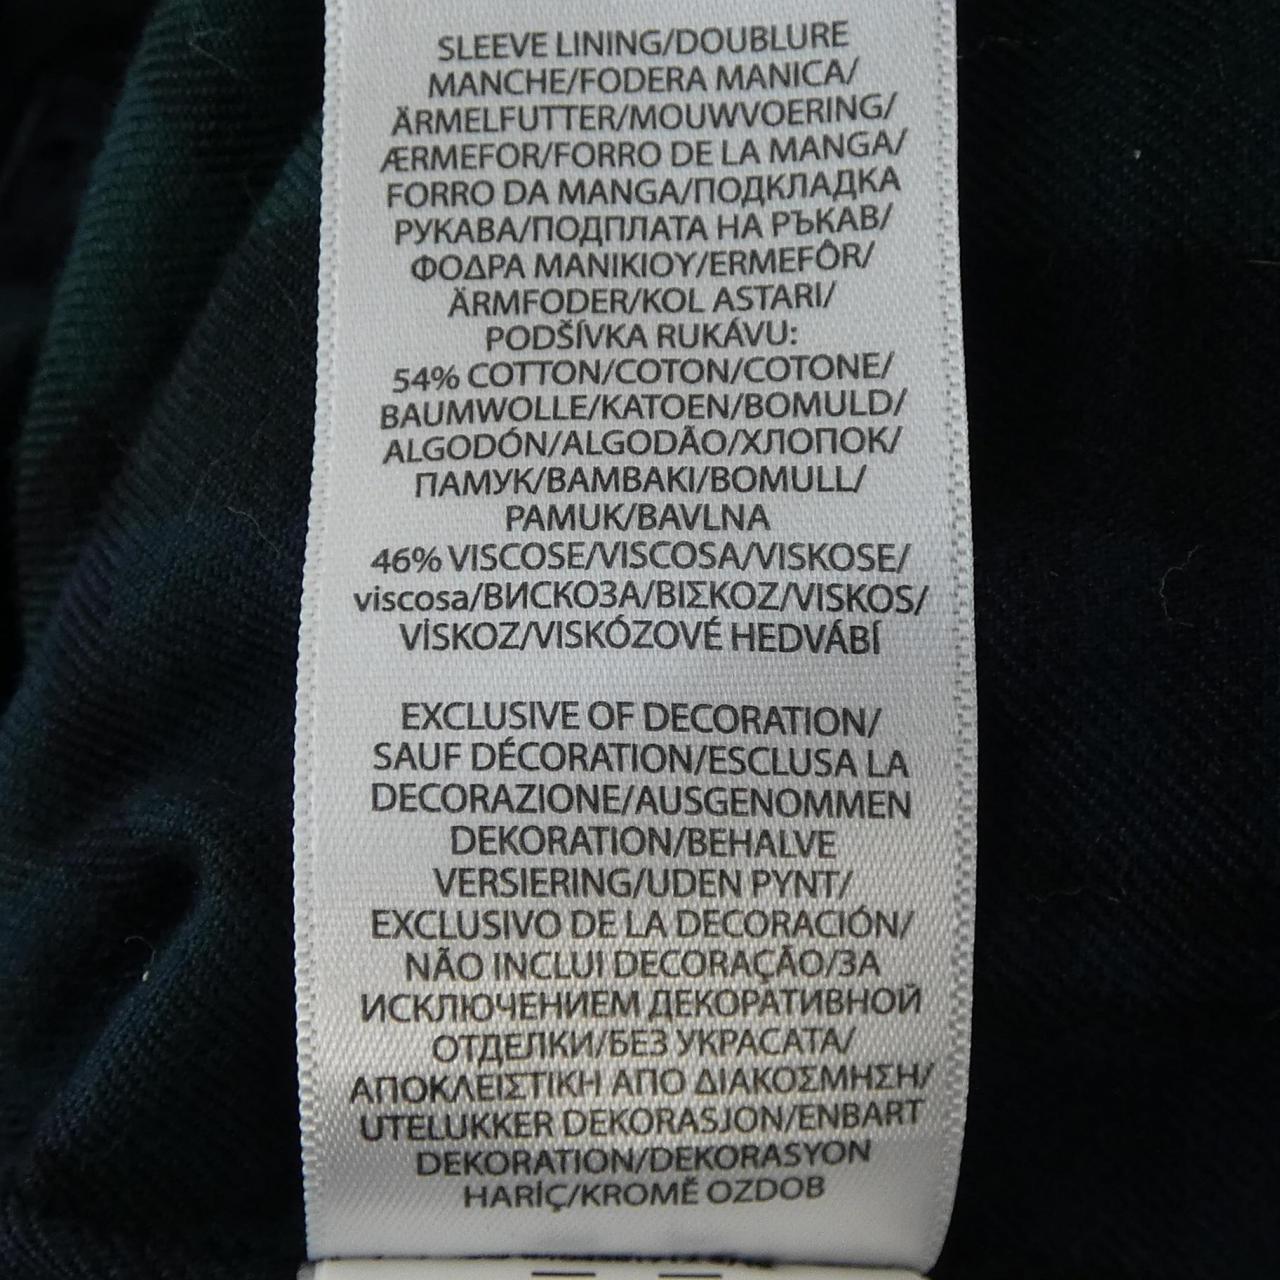 SLEEVE LINING/DOUBLURE
MANCHE/FODERA MANICA/
ÄRMELFUTTER/MOUWVOERING/
ÆRMEFOR/FORRO DE LA MANGA/
FORRO DA MANGA/ПОДКЛАДКА
РУКАВА/ПОДПЛАТА НА РЪКАВ/
ΦΟΔΡΑ ΜΑΝΙΚΙΟΥ/ERMEFÔR/
ÄRMFODER/KOL ASTARI/
PODŠÍVKA RUKÁVU:
54% COTTON/COTON/COTONE/
BAUMWOLLE/KATOEN/BOMULD/
ALGODÓN/ALGODÃO/ХЛОПОК/
ПАМУК/ΒΑΜΒΑΚΙ/BOMULL/
PAMUK/BAVLNA
46% VISCOSE/VISCOSA/VISKOSE/
viscosa/ВИСКОЗА/ΒΙΣΚΟΖ/VISKOS/
VİSKOZ/VISKÓZOVÉ HEDVÁBÍ
EXCLUSIVE OF DECORATION/
SAUF DÉCORATION/ESCLUSA LA
DECORAZIONE/AUSGENOMMEN
DEKORATION/BEHALVE
VERSIERING/UDEN PYNT/
EXCLUSIVO DE LA DECORACIÓN/
NÃO INCLUI DECORAÇÃO/ЗА
ИСКЛЮЧЕНИЕМ ДЕКОРАТИВНОЙ
ОТДЕЛКИ/БЕЗ УКРАСАТА/
ΑΠΟΚΛΕΙΣΤΙΚΗ ΑΠΟ ΔΙΑΚΟΣΜΗΣΗ/
UTELUKKER DEKORASJON/ENBART
DEKORATION/DEKORASYON
HARİÇ/KROMĚ OZDOB